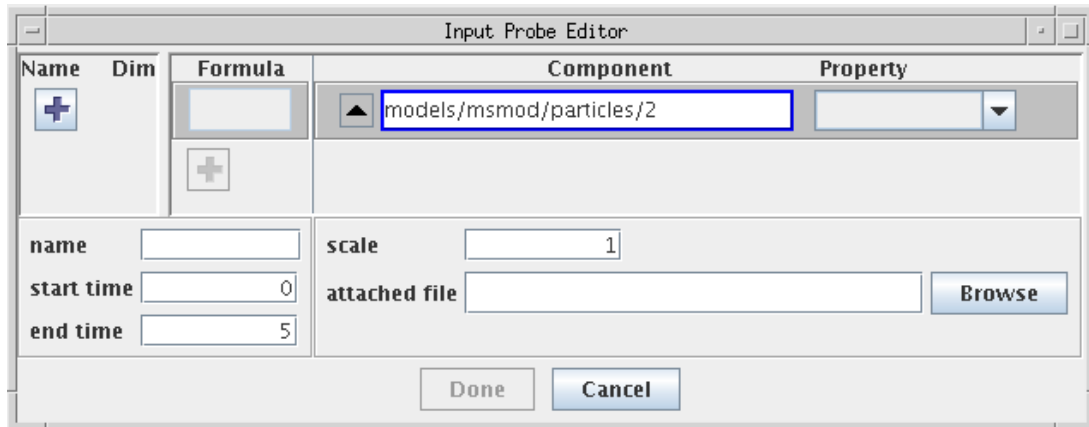 Input Probe Editor
Name Dim Formula Component Property
models/msmod/particles/2
name scale 1
start time 0 attached file Browse
end time 5
Done Cancel